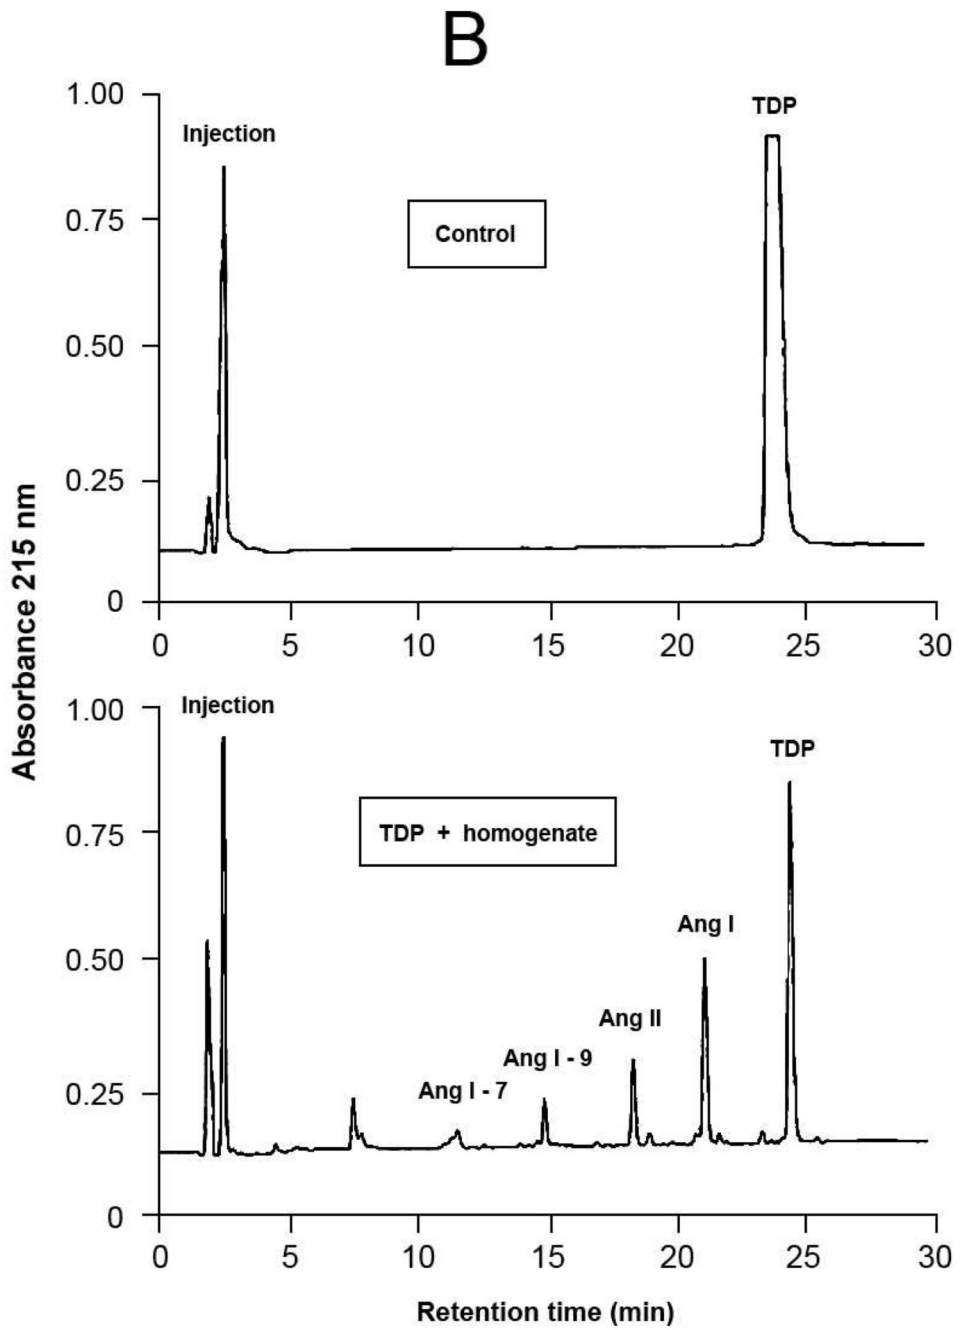 B
1.00
TDP
Injection
0.75
Control
0.50
0.25
0
0 5 10 15 20 25 30
Absorbance 215 nm
1.00
Injection
TDP
0.75
TDP + homogenate
Ang I
0.50
Ang II
Ang I - 9
0.25
Ang I - 7
0
0 5 10 15 20 25 30
Retention time (min)